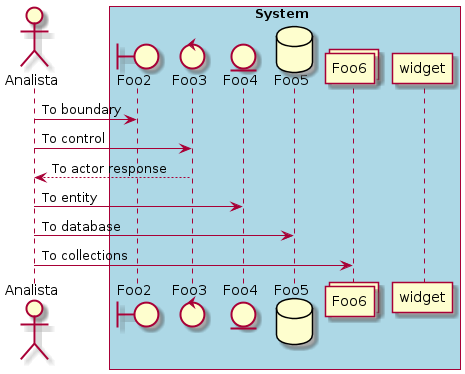 System
Analista
Foo2
Foo3
Foo4
Foo5
Foo6
widget
To boundary
To control
To actor response
To entity
To database
To collections
Analista
Foo2
Foo3
Foo4
Foo5
Foo6
widget